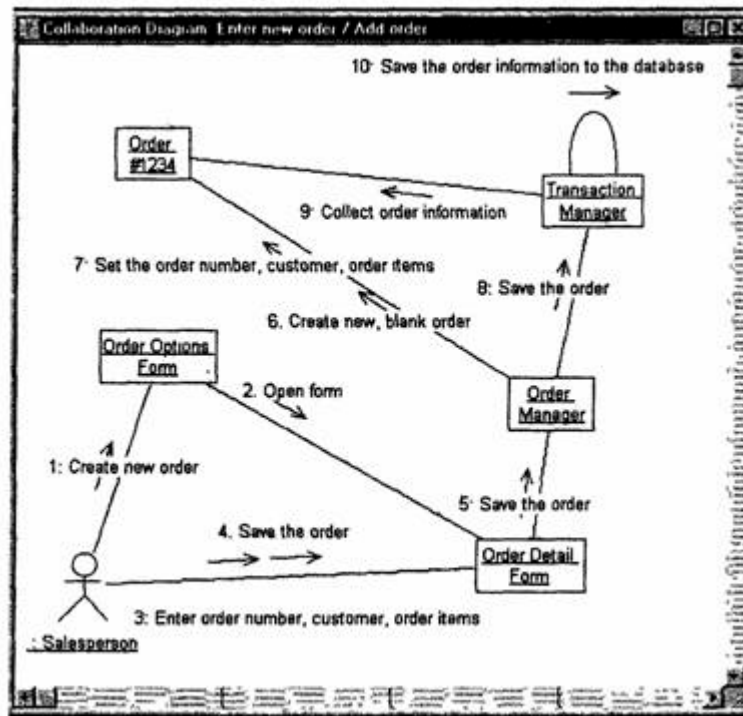 Collaboration Diagram Enter new order / Add order
10· Save the order information to the database
Order
#1234
Transaction
Manager
9· Collect order information
7· Set the order number, customer, order items
8: Save the order
6. Create new, blank order
Order Options
Form
2. Open form
Order
Manager
1: Create new order
5· Save the order
4. Save the order
Order Detail
Form
3: Enter order number, customer, order items
: Salesperson